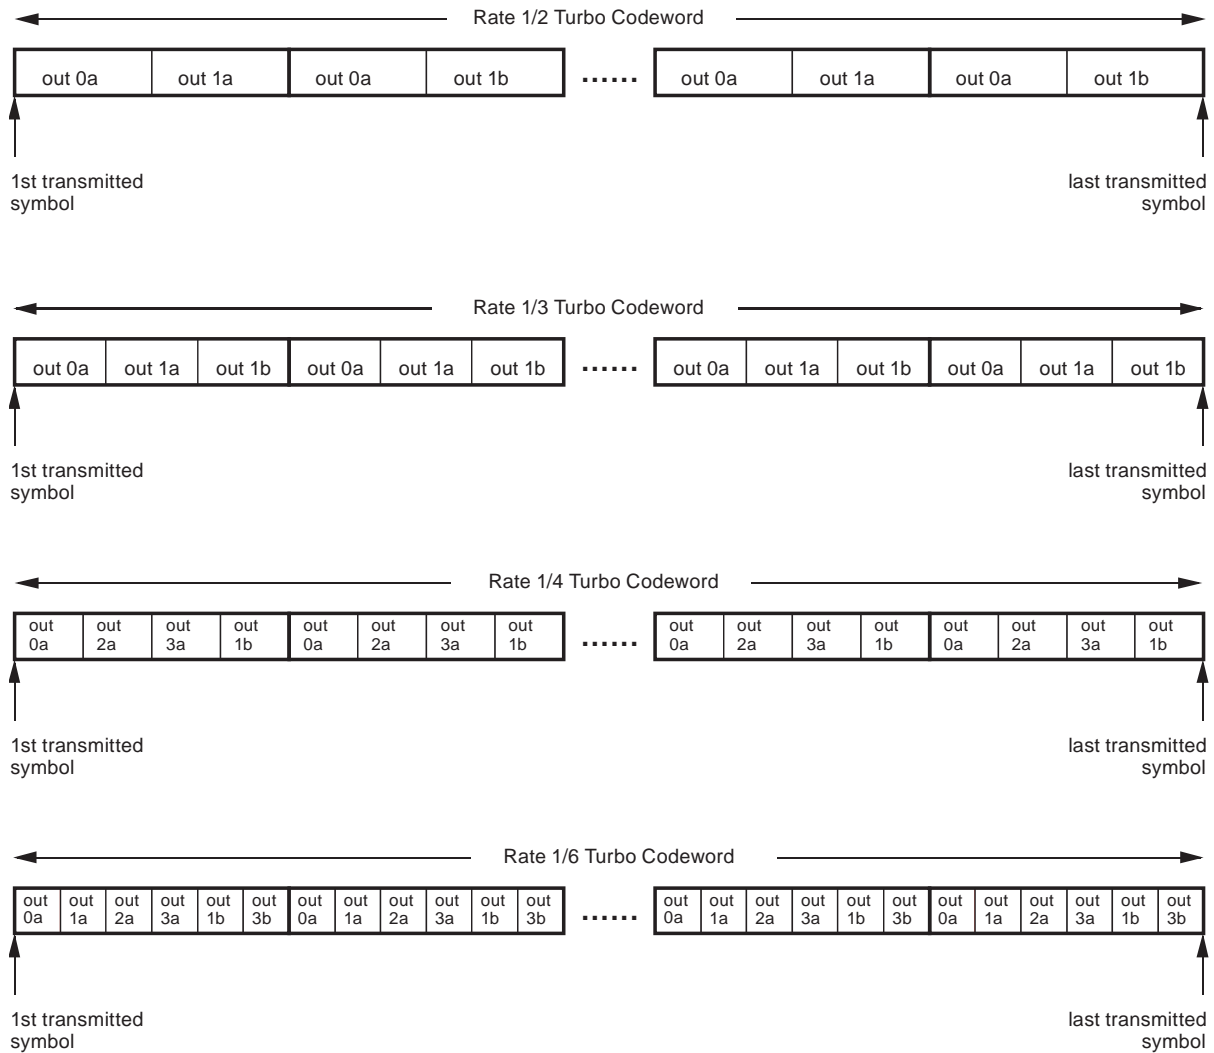 Rate 1/2 Turbo Codeword
out 0a out 1a out 0a out 1b ...... out 0a out 1a out 0a out 1b
1st transmitted
symbol
last transmitted
symbol
Rate 1/3 Turbo Codeword
out 0a out 1a out 1b out 0a out 1a out 1b ...... out 0a out 1a out 1b out 0a out 1a out 1b
1st transmitted
symbol
last transmitted
symbol
Rate 1/4 Turbo Codeword
out out out out out out out out ...... out out out out out out out out
0a 2a 3a 1b 0a 2a 3a 1b 0a 2a 3a 1b 0a 2a 3a 1b
1st transmitted
symbol
last transmitted
symbol
Rate 1/6 Turbo Codeword
out out out out out out out out out out out out ...... out out out out out out out out out out out out
0a 1a 2a 3a 1b 3b 0a 1a 2a 3a 1b 3b 0a 1a 2a 3a 1b 3b 0a 1a 2a 3a 1b 3b
1st transmitted
symbol
last transmitted
symbol